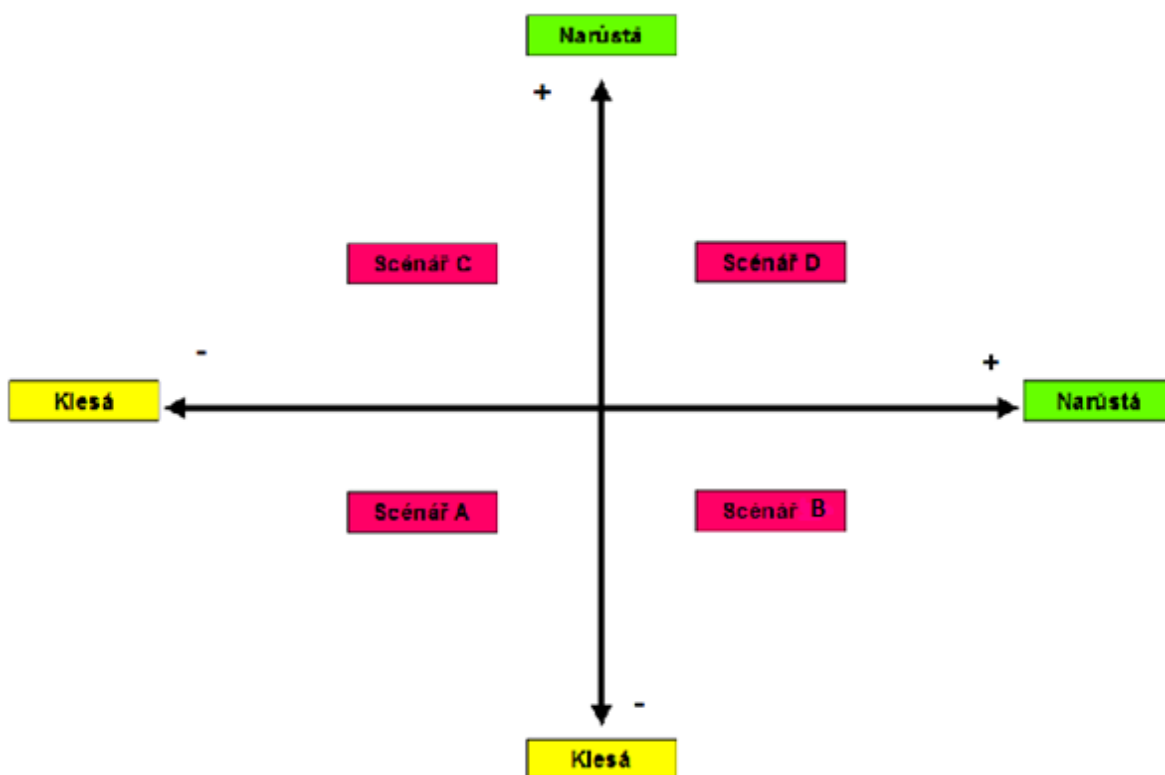 Narůstá
+
Scénář C
Scénář D
-
+
Klesá
Narůstá
Scénář A
Scénář B
-
Klesá